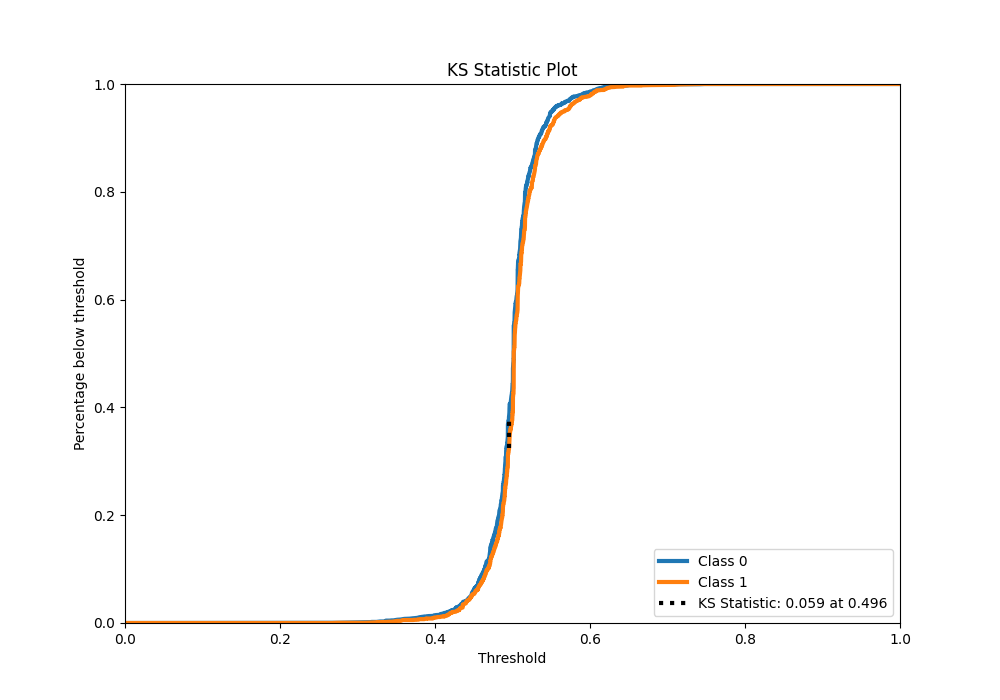 KS Statistic Plot
Percentage below threshold
1.0
0.8
0.6
0.4
0.2
0.0
0.0 0.2 0.4 0.6 0.8 1.0
Threshold
Class 0
Class 1
KS Statistic: 0.059 at 0.496